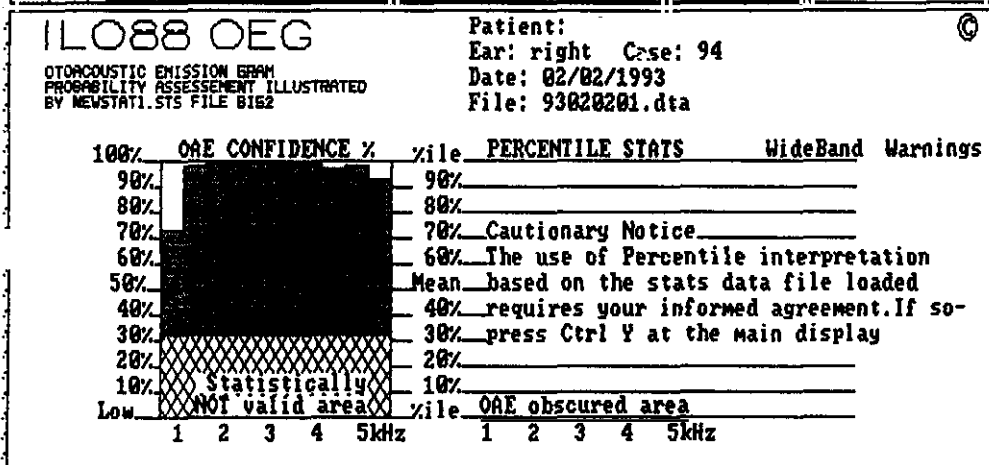 ILO88 OEG
OTOACOUSTIC EMISSION GRAM
PROBABILITY ASSESSEMENT ILLUSTRATED
BY NEWSTAT1.STS FILE BIS2
Patient:
Ear: right Case: 94
Date: 02/02/1993
File: 93020201.dta
©
100% OAE CONFIDENCE % %ile PERCENTILE STATS WideBand Warnings
90% 90%
80% 80%
70% 70% Cautionary Notice
60% 60% The use of Percentile interpretation
50% Mean based on the stats data file loaded
40% 40% requires your informed agreement.If so-
30% 30% press Ctrl Y at the main display
20% 20%
10% Statistically 10%
Low NOT valid area %ile OAE obscured area
1 2 3 4 5kHz 1 2 3 4 5kHz